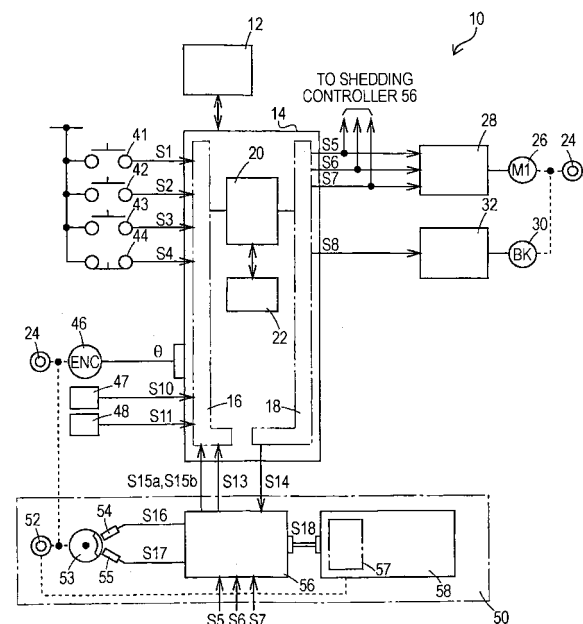 10
12
TO SHEDDING
CONTROLLER 56
14
41
S1
42
S2
43
S3
44
S4
20
22
16
18
S5
S6
S7
28
26
M1
24
S8
32
30
BK
24
46
ENC
θ
47
S10
48
S11
S15a,S15b
S13
S14
52
53
54
55
S16
S17
56
S18
57
58
50
S5 S6 S7